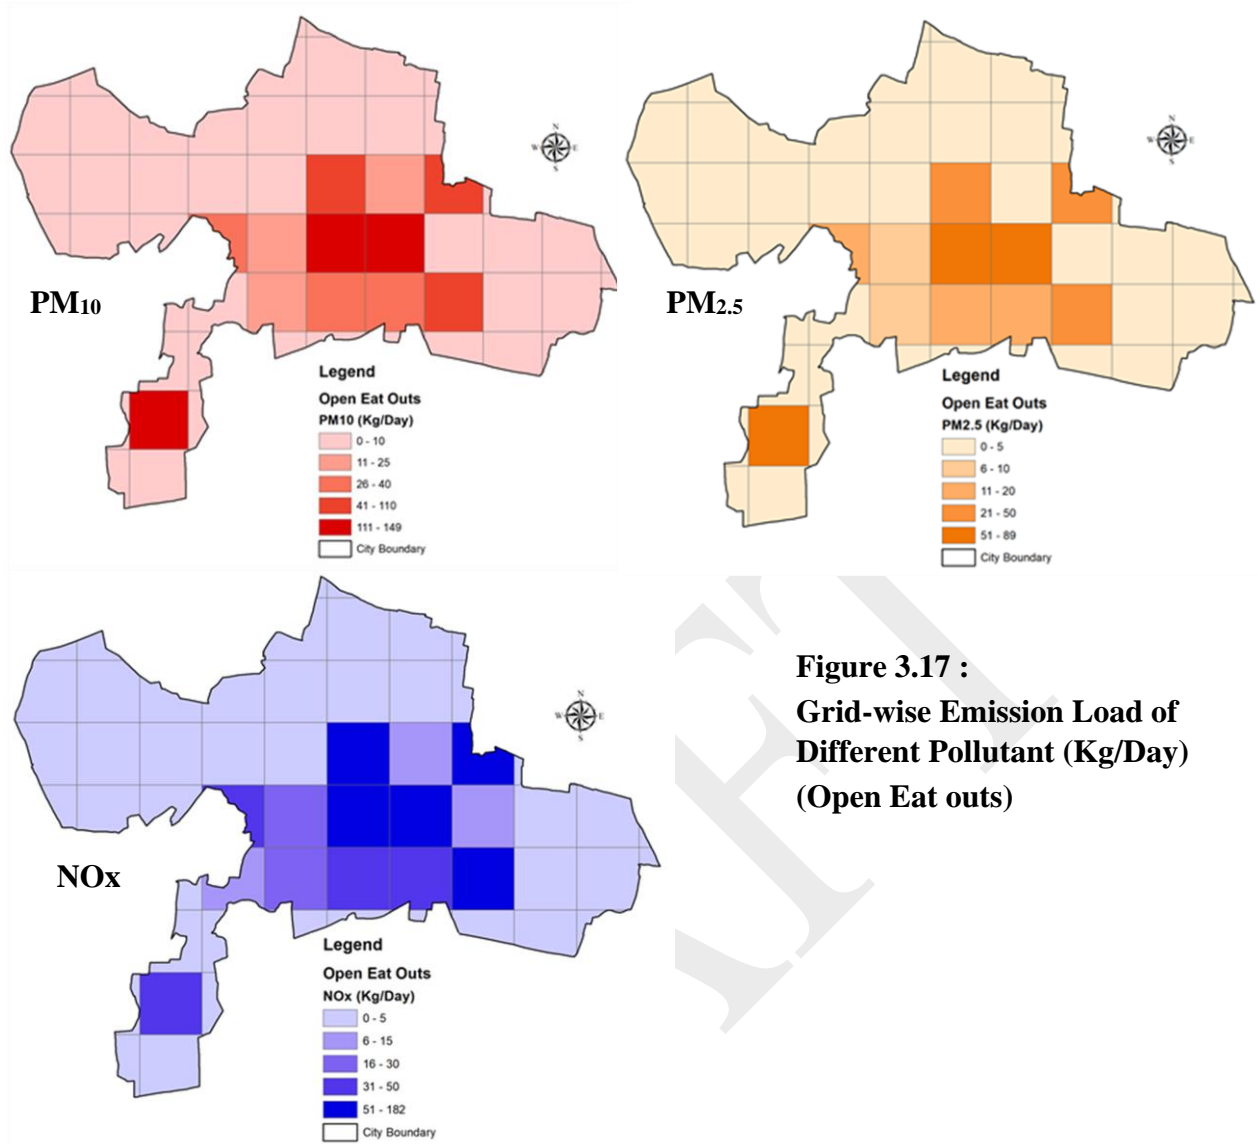 N
W E
S
PM10
Legend
Open Eat Outs
PM10 (Kg/Day)
0 - 10
11 - 25
26 - 40
41 - 110
111 - 149
City Boundary
N
W E
S
PM2.5
Legend
Open Eat Outs
PM2.5 (Kg/Day)
0 - 5
6 - 10
11 - 20
21 - 50
51 - 89
City Boundary
N
W E
S
NOx
Legend
Open Eat Outs
NOx (Kg/Day)
0 - 5
6 - 15
16 - 30
31 - 50
51 - 182
City Boundary
Figure 3.17 :
Grid-wise Emission Load of
Different Pollutant (Kg/Day)
(Open Eat outs)